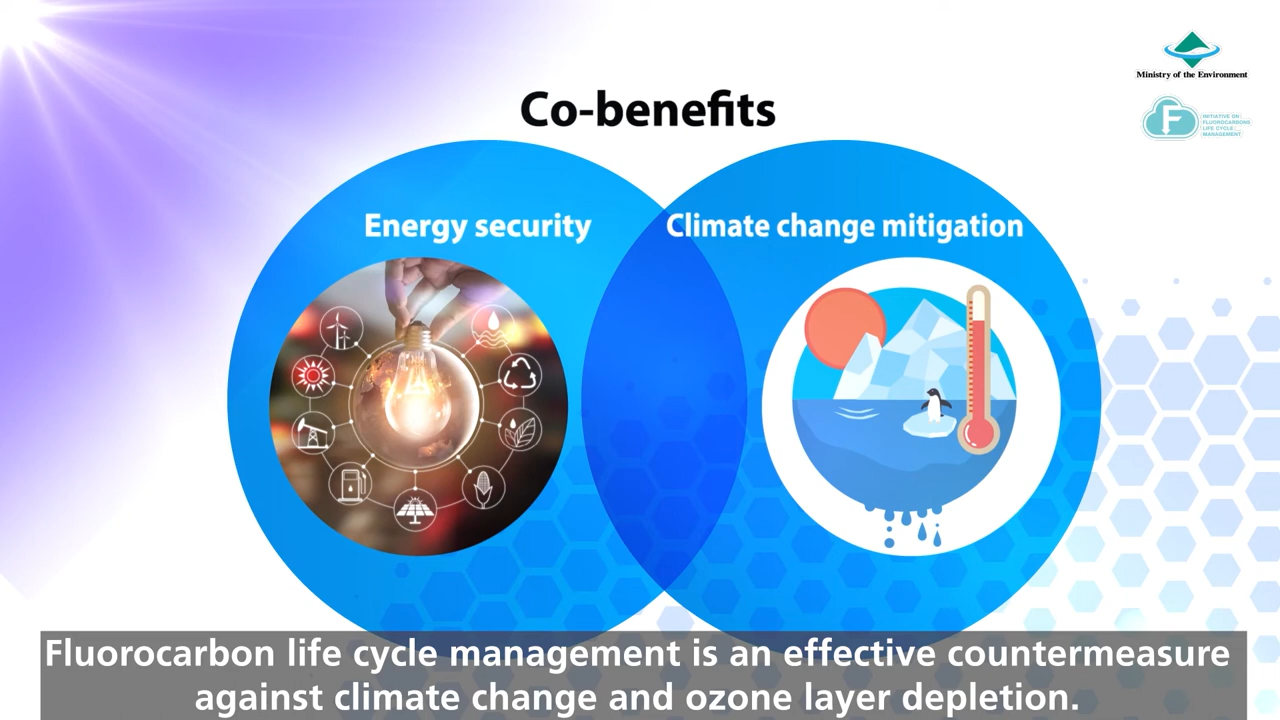 Ministry of the Environment
INITIATIVE ON
FLUOROCARBONS
LIFE CYCLE
MANAGEMENT
Co-benefits
Energy security
Climate change mitigation
Fluorocarbon life cycle management is an effective countermeasure
against climate change and ozone layer depletion.